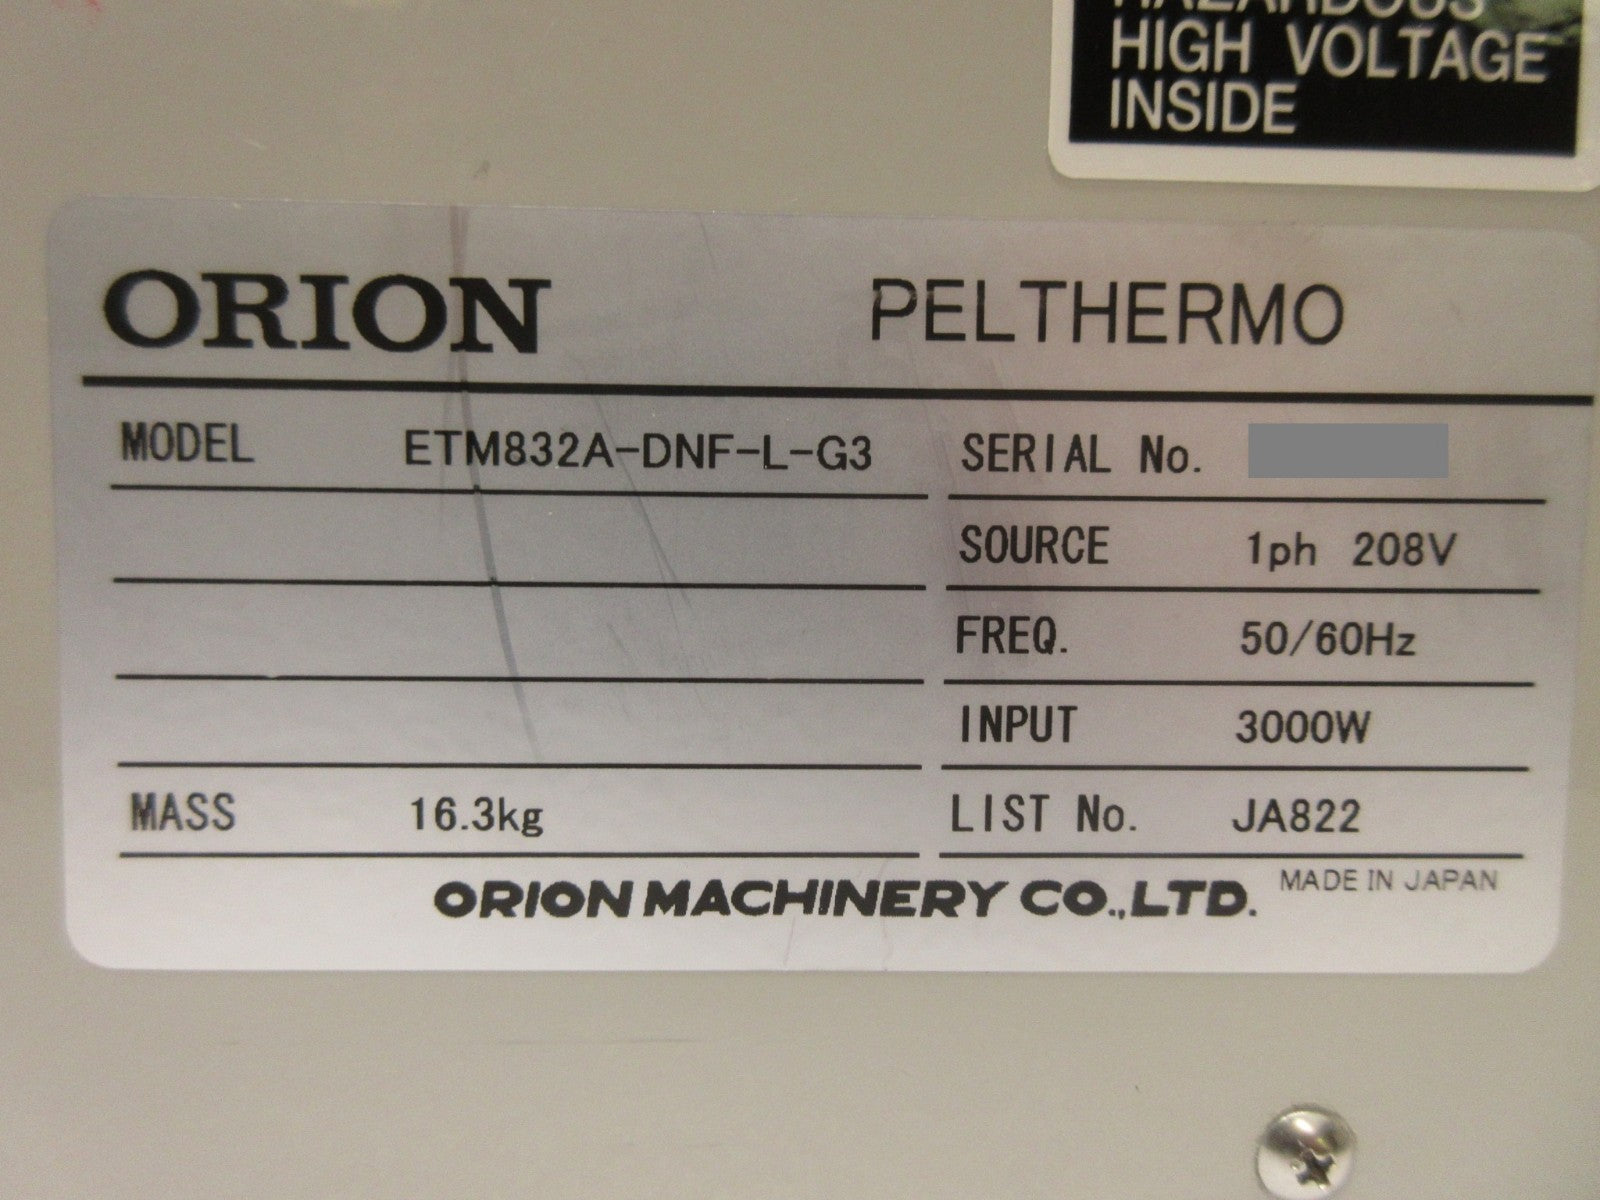 HAZARDOUS
HIGH VOLTAGE
INSIDE
ORION PELTHERMO
MODEL ETM832A-DNF-L-G3 SERIAL No.
SOURCE 1ph 208V
FREQ. 50/60Hz
INPUT 3000W
MASS 16.3kg LIST No. JA822
ORION MACHINERY CO.,LTD. MADE IN JAPAN